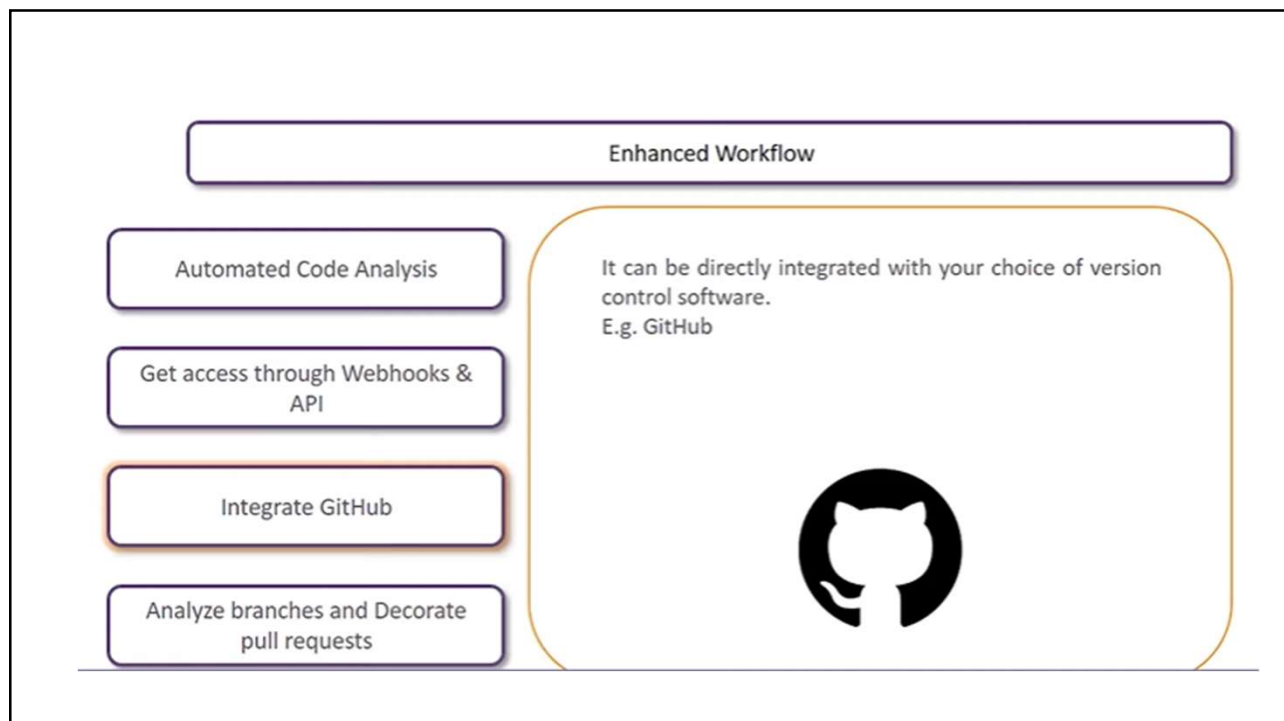 Enhanced Workflow
Automated Code Analysis
Get access through Webhooks &
API
Integrate GitHub
Analyze branches and Decorate
pull requests
It can be directly integrated with your choice of version
control software.
E.g. GitHub